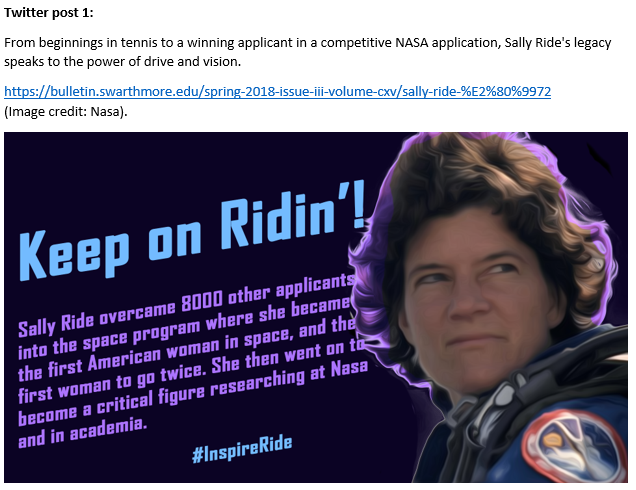 Twitter post 1:
From beginnings in tennis to a winning applicant in a competitive NASA application, Sally Ride's legacy
speaks to the power of drive and vision.
https://bulletin.swarthmore.edu/spring-2018-issue-iii-volume-cxv/sally-ride-%E2%80%9972
(Image credit: Nasa).
Keep on Ridin'!
Sally Ride overcame 8000 other applicants
into the space program where she became
the first American woman in space, and the
first woman to go twice. She then went on to
become a critical figure researching at Nasa
and in academia.
#InspireRide